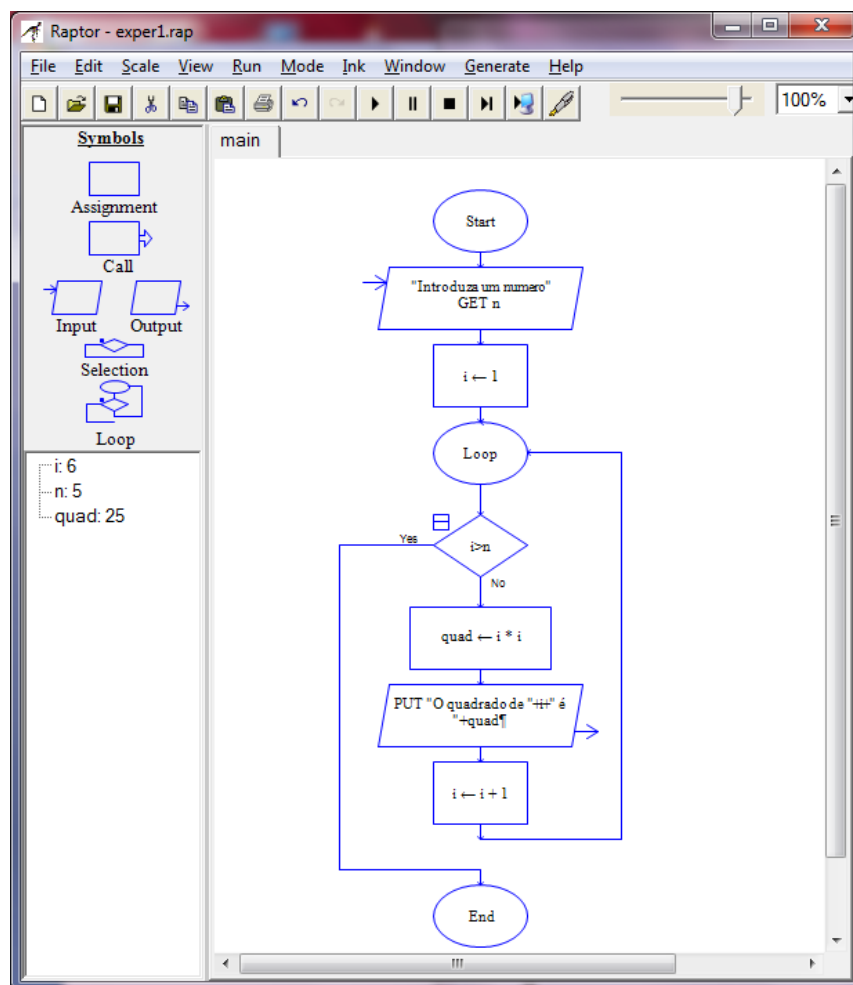 Raptor - exper1.rap
File Edit Scale View Run Mode Ink Window Generate Help
100%
Symbols
Assignment
Call
Input Output
Selection
Loop
i: 6
n: 5
quad: 25
main
Start
"Introduza um numero"
GET n
i ← 1
Loop
i>n
Yes
No
quad ← i * i
PUT "O quadrado de "+i+" é
"+quad¶
i ← i + 1
End